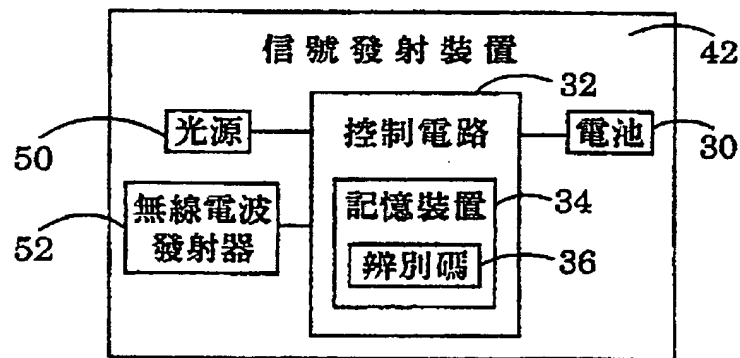 信號發射裝置
42
32
50
光源
控制電路
電池
30
52
無線電波
發射器
記憶裝置
34
辨別碼
36